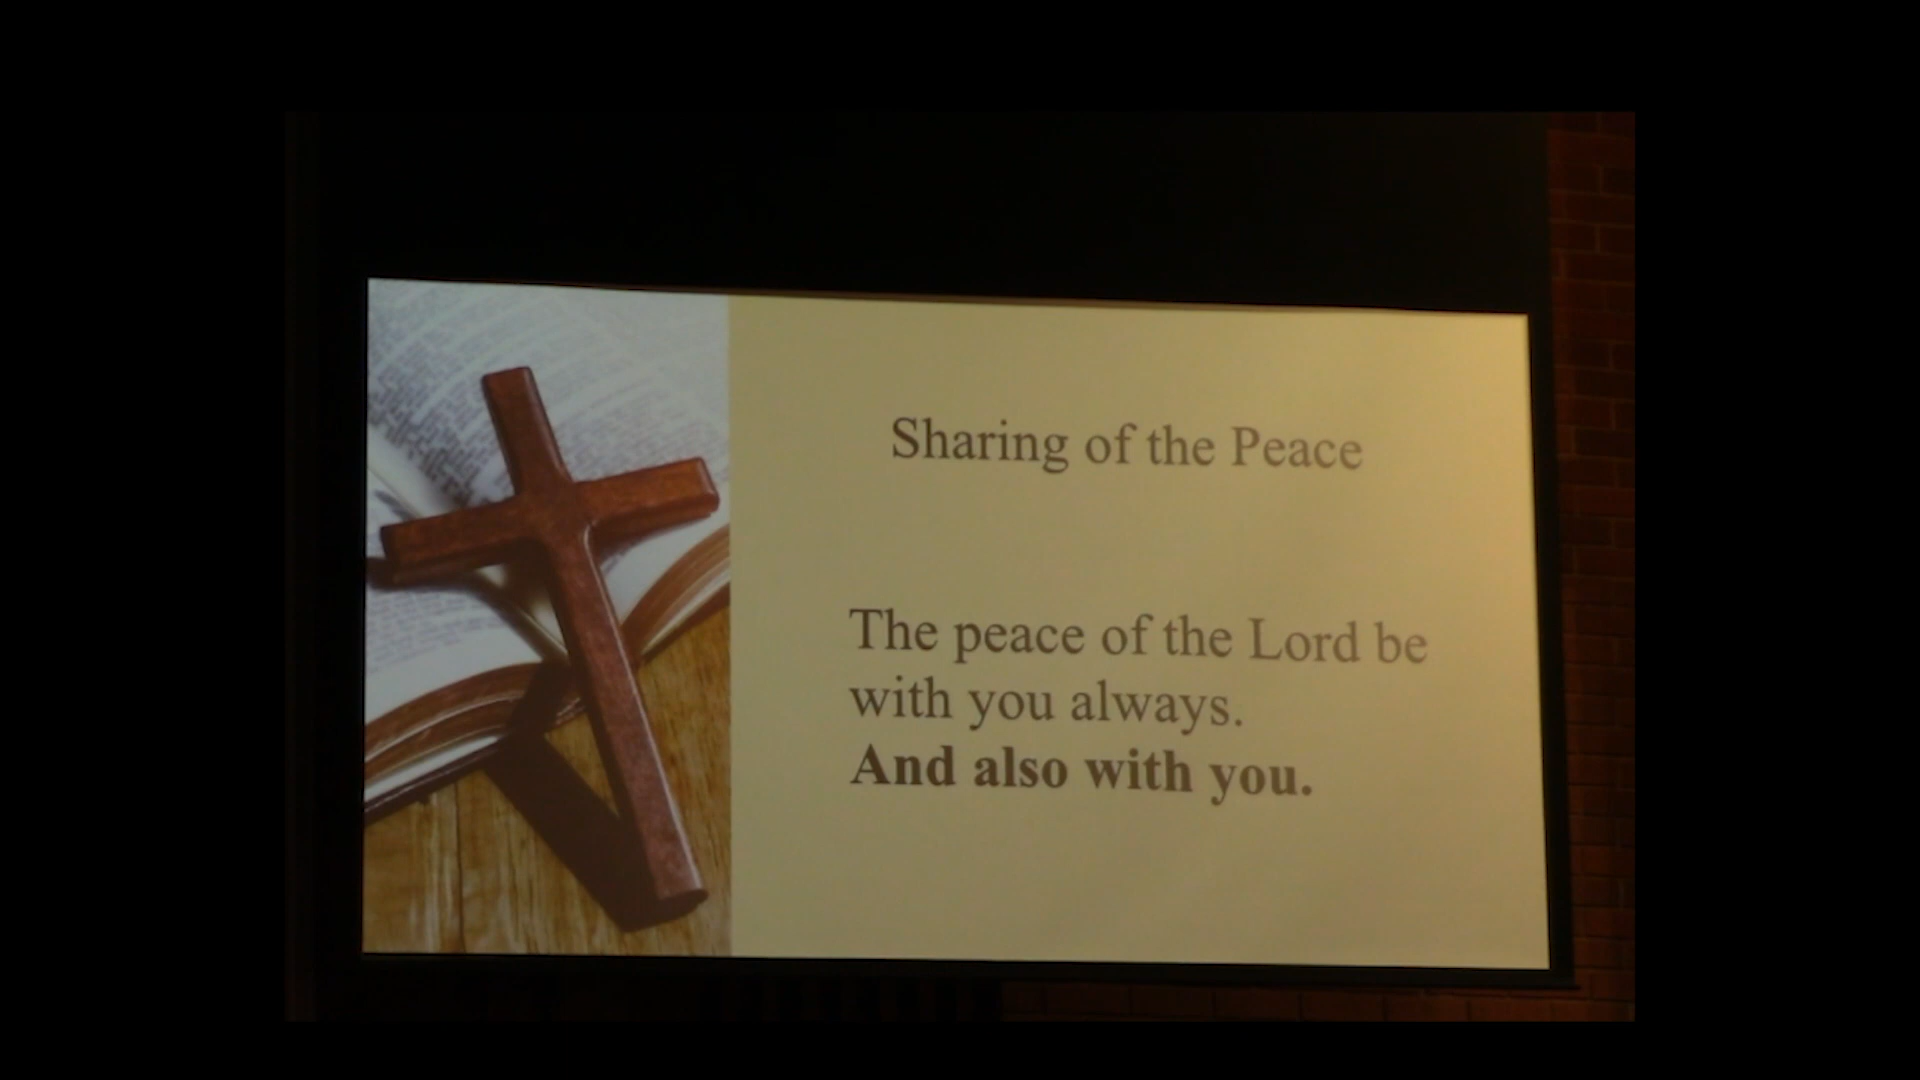 Sharing of the Peace
The peace of the Lord be
with you always.
And also with you.